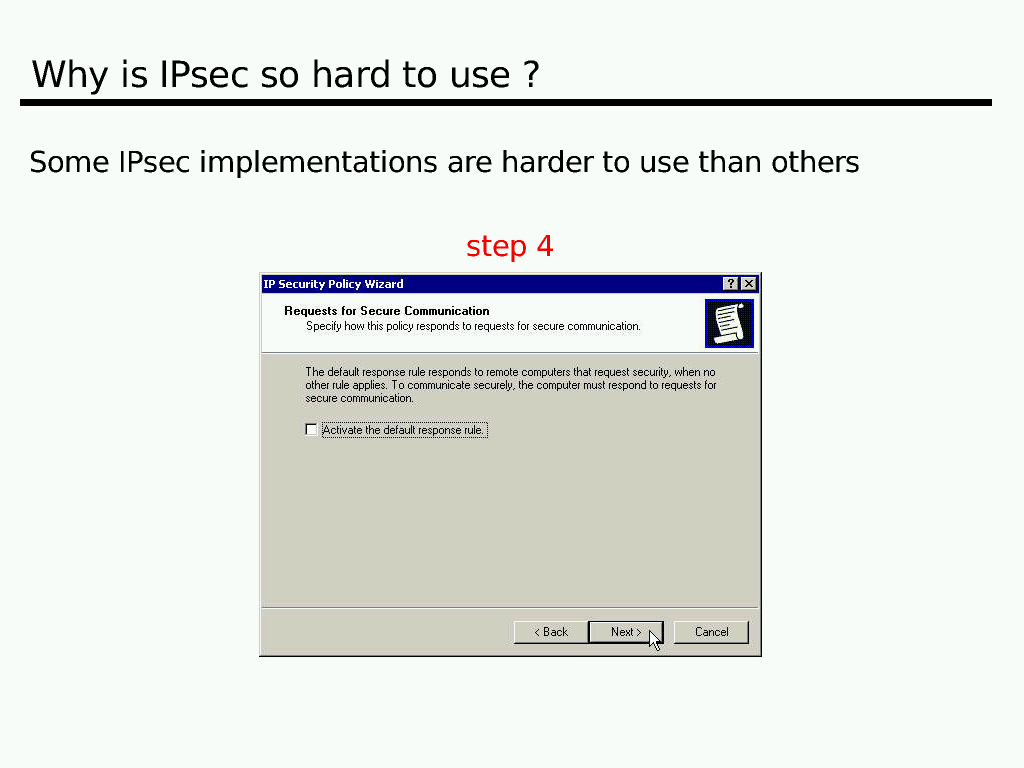 Why is IPsec so hard to use ?
Some IPsec implementations are harder to use than others
step 4
IP Security Policy Wizard
Requests for Secure Communication
Specify how this policy responds to requests for secure communication.
The default response rule responds to remote computers that request security, when no
other rule applies. To communicate securely, the computer must respond to requests for
secure communication.
Activate the default response rule.
< Back Next > Cancel